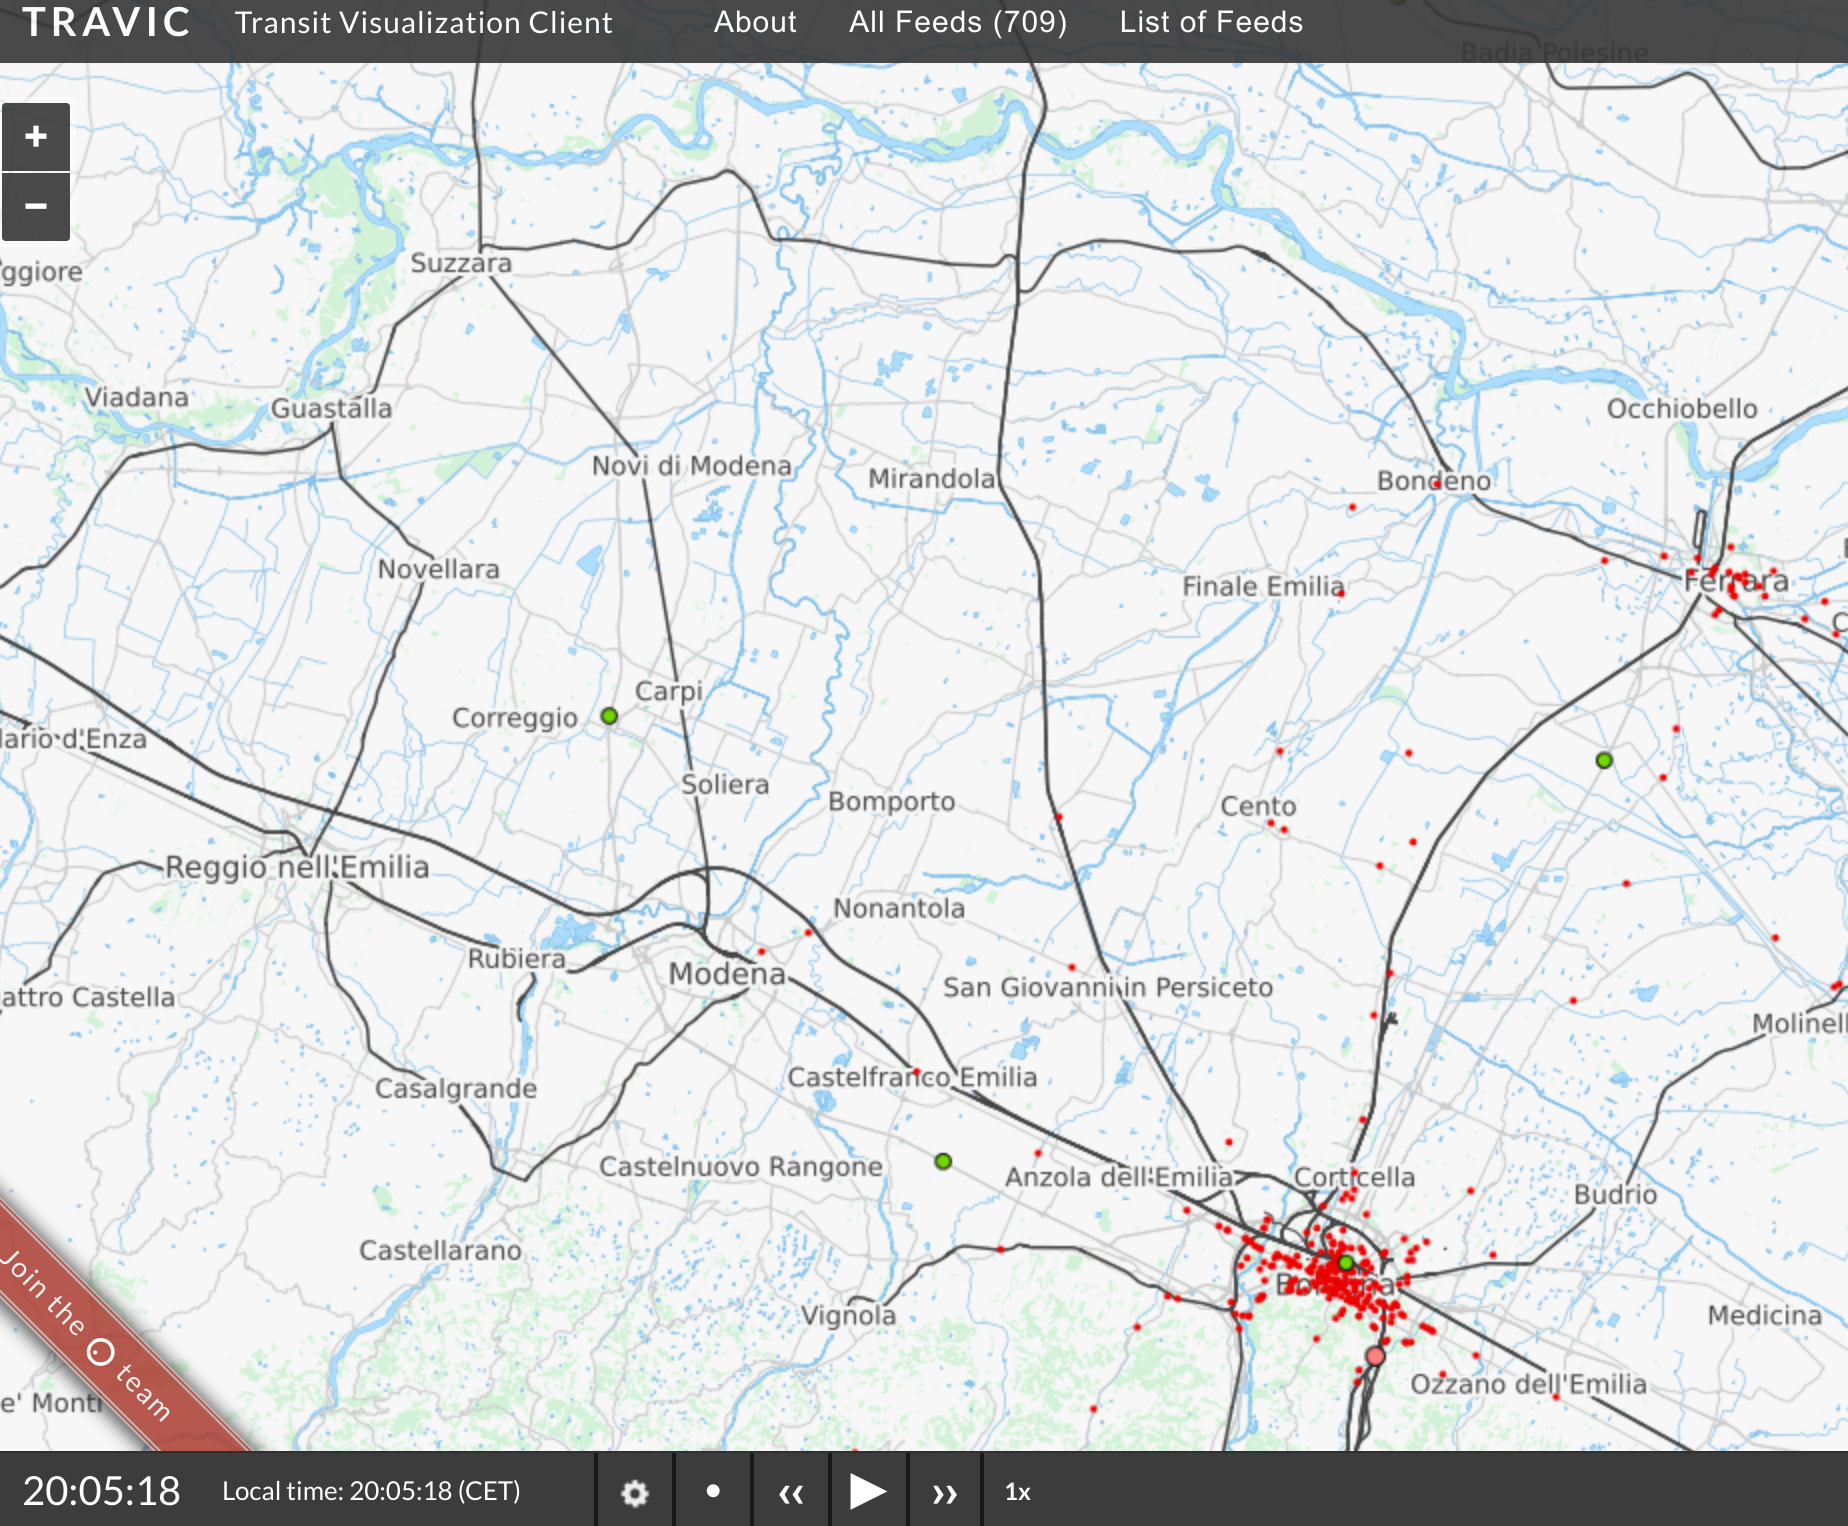 TRAVIC Transit Visualization Client About All Feeds (709) List of Feeds
Badia Polesine
+
−
Suzzara
ggiore
Viadana
Guastalla
Occhiobello
Novi di Modena
Mirandola
Bondeno
Novellara
Finale Emilia
Ferrara
Carpi
Correggio
lario d'Enza
Soliera
Bomporto
Cento
Reggio nell'Emilia
Nonantola
Rubiera
Modena
San Giovanni in Persiceto
attro Castella
Molinell
Castelfranco Emilia
Casalgrande
Castelnuovo Rangone
Anzola dell'Emilia
Corticella
Budrio
Castellarano
Bologna
Vignola
Medicina
Ozzano dell'Emilia
e' Monti
Join the team
20:05:18 Local time: 20:05:18 (CET) 1x